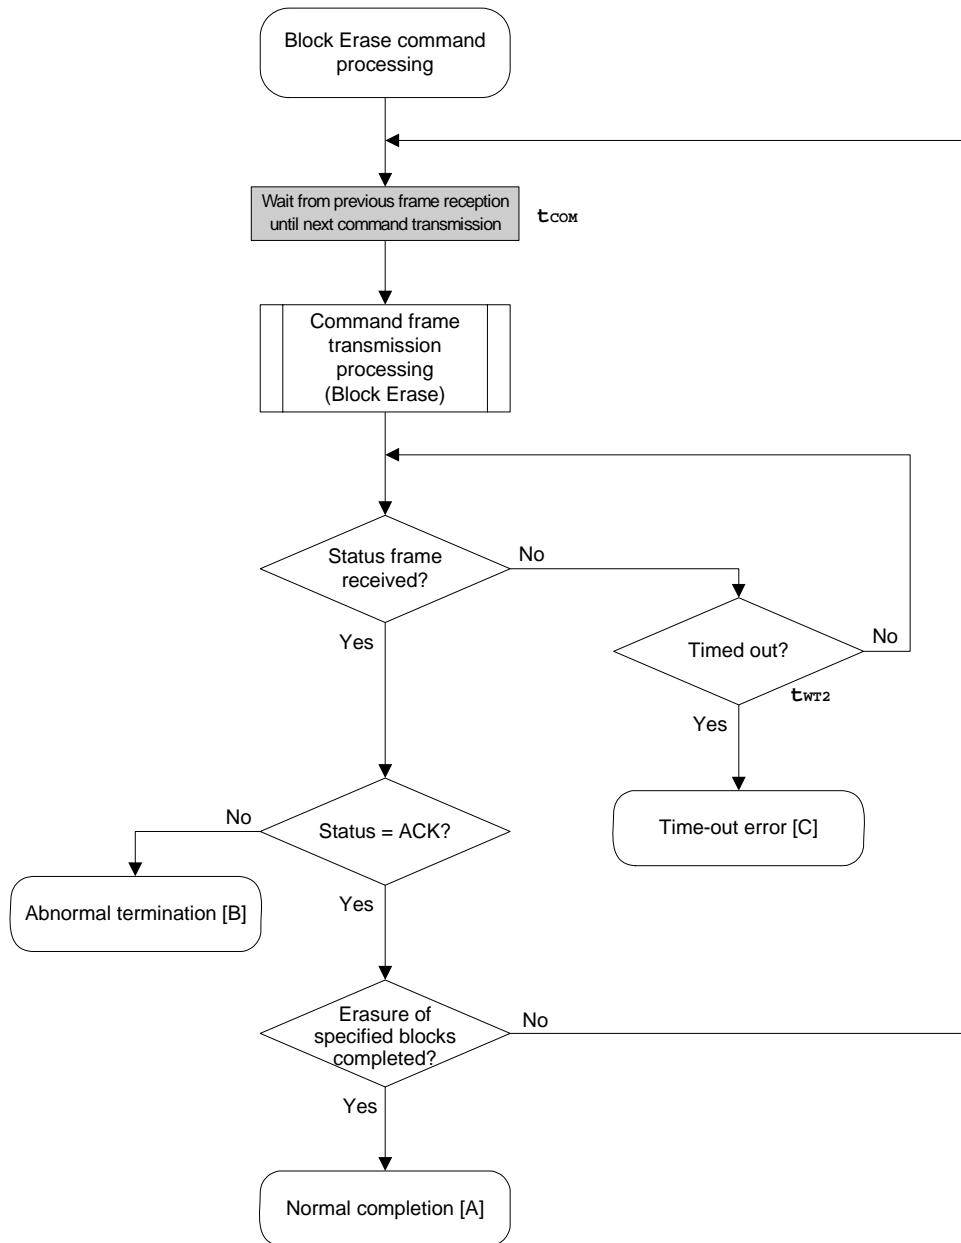 Block Erase command
processing
Wait from previous frame reception
until next command transmission
tCOM
Command frame
transmission
processing
(Block Erase)
Status frame
received?
No
Yes
Timed out?
No
tWT2
Yes
Time-out error [C]
Status = ACK?
No
Abnormal termination [B]
Yes
Erasure of
specified blocks
completed?
No
Yes
Normal completion [A]